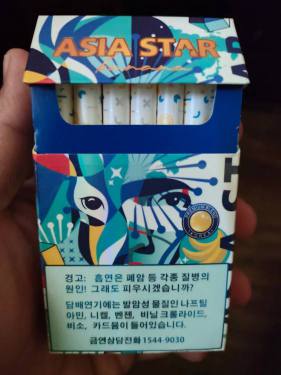 ASIA STAR
경고: 흡연은 폐암 등 각종 질병의
원인! 그래도 피우시겠습니까?
담배연기에는 발암성 물질인 나프틸
아민, 니켈, 벤젠, 비닐 크롤라이드,
비소, 카드뮴이 들어있습니다.
금연상담전화 1544-9030